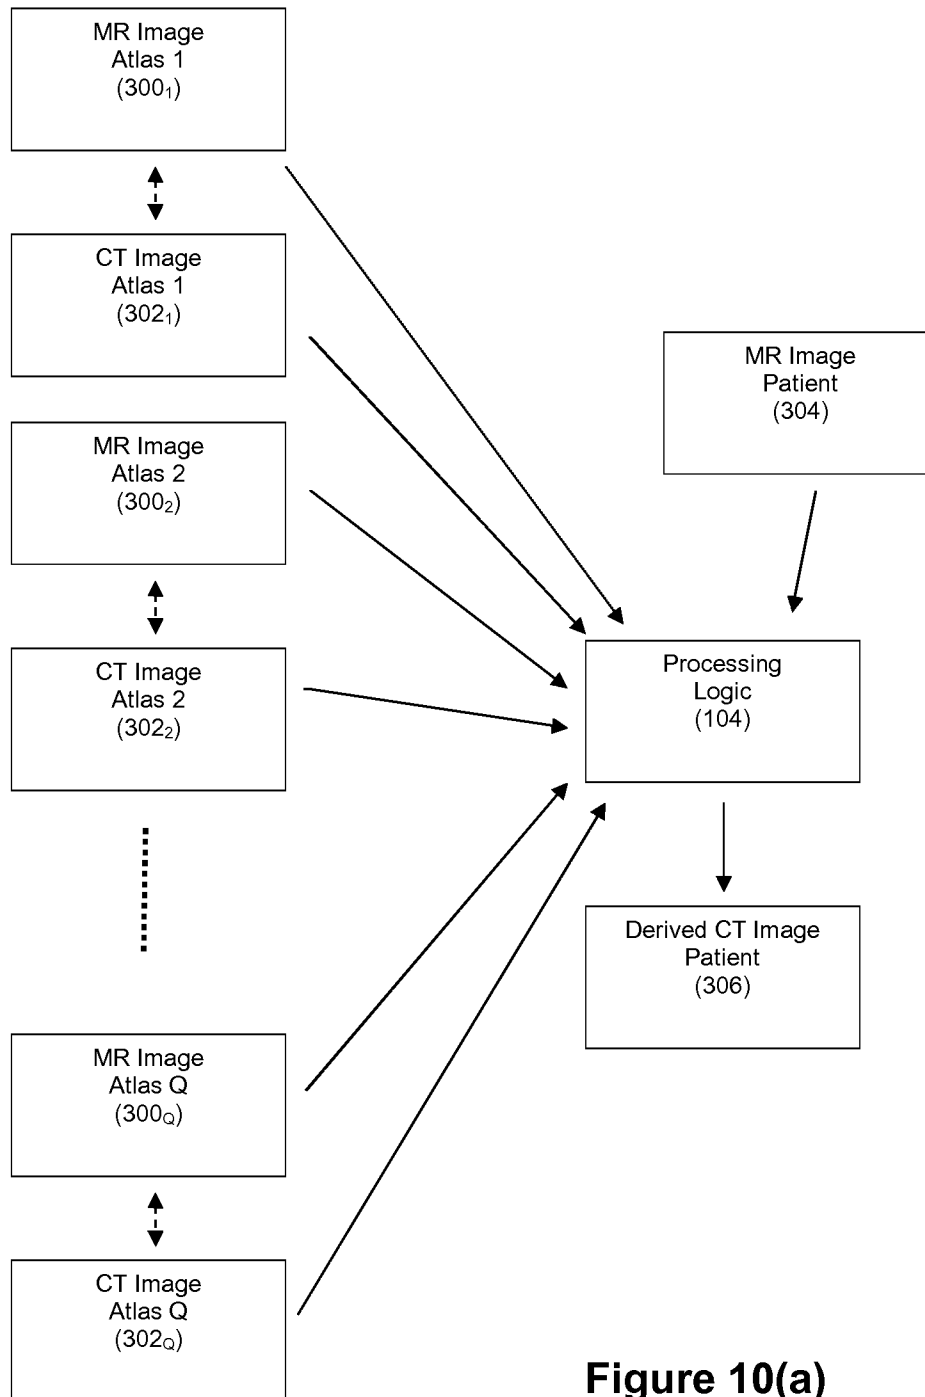 MR Image
Atlas 1
(300₁)
CT Image
Atlas 1
(302₁)
MR Image
Atlas 2
(300₂)
CT Image
Atlas 2
(302₂)
MR Image
Patient
(304)
Processing
Logic
(104)
Derived CT Image
Patient
(306)
MR Image
Atlas Q
(300Q)
CT Image
Atlas Q
(302Q)
Figure 10(a)